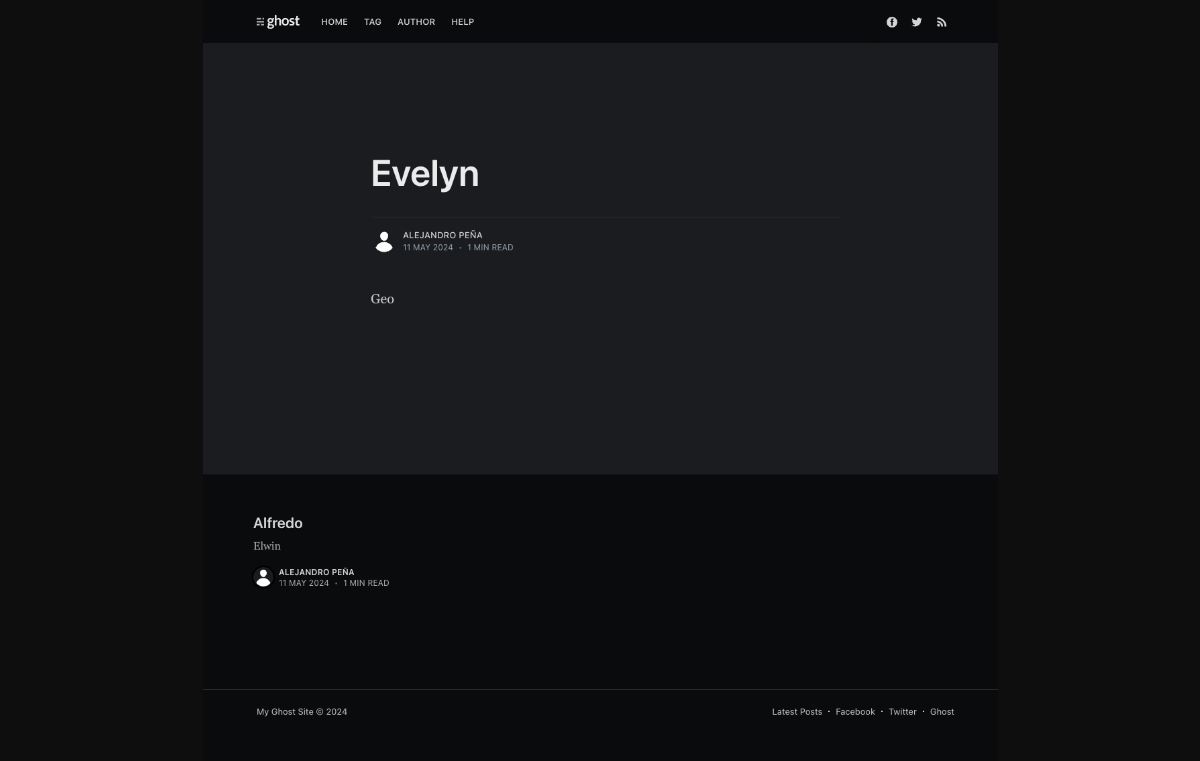 ghost HOME TAG AUTHOR HELP
Evelyn
ALEJANDRO PEÑA
11 MAY 2024 • 1 MIN READ
Geo
Alfredo
Elwin
ALEJANDRO PEÑA
11 MAY 2024 • 1 MIN READ
My Ghost Site © 2024 Latest Posts • Facebook • Twitter • Ghost